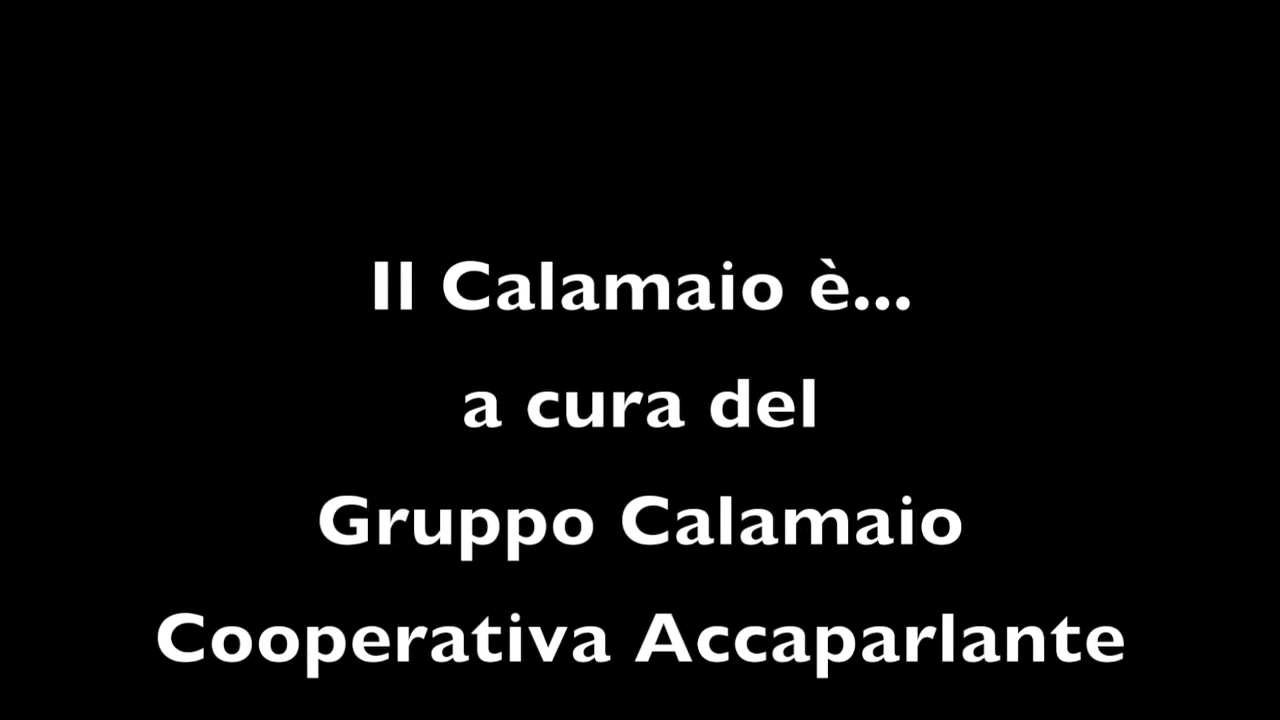 Il Calamaio è...
a cura del
Gruppo Calamaio
Cooperativa Accaparlante